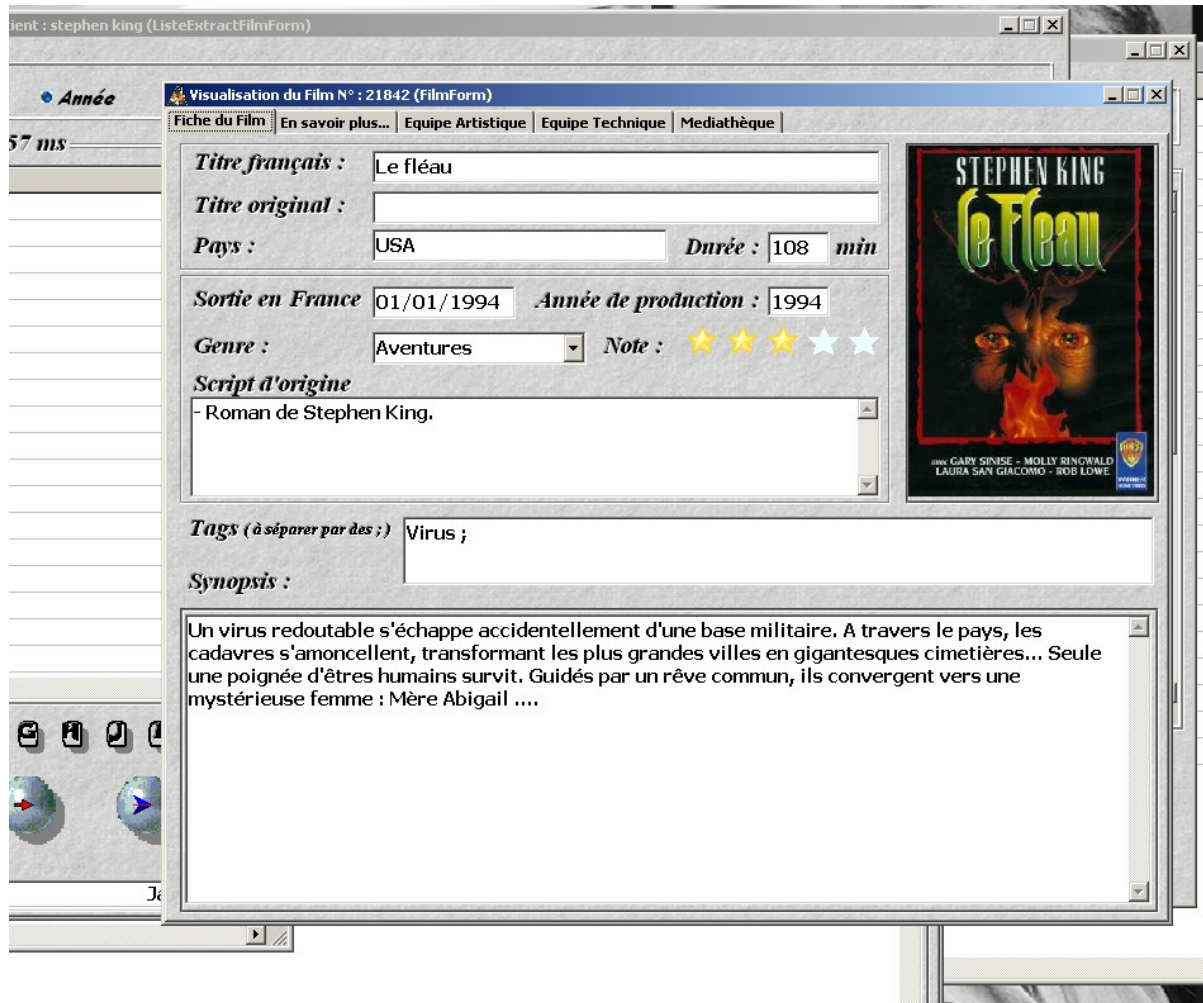 ient : stephen king (ListeExtractFilmForm)
Année
57 ms
Visualisation du Film N° : 21842 (FilmForm)
Fiche du Film
En savoir plus...
Equipe Artistique
Equipe Technique
Mediathèque
Titre français :
Le fléau
Titre original :
Pays :
USA
Durée :
108
min
Sortie en France
01/01/1994
Année de production :
1994
Genre :
Aventures
Note :
Script d'origine
- Roman de Stephen King.
STEPHEN KING
le Fleau
avec GARY SINISE - MOLLY RINGWALD
LAURA SAN GIACOMO - ROB LOWE
Tags (à séparer par des ; )
Virus ;
Synopsis :
Un virus redoutable s'échappe accidentellement d'une base militaire. A travers le pays, les
cadavres s'amoncellent, transformant les plus grandes villes en gigantesques cimetières... Seule
une poignée d'êtres humains survit. Guidés par un rêve commun, ils convergent vers une
mystérieuse femme : Mère Abigail ....
G H J